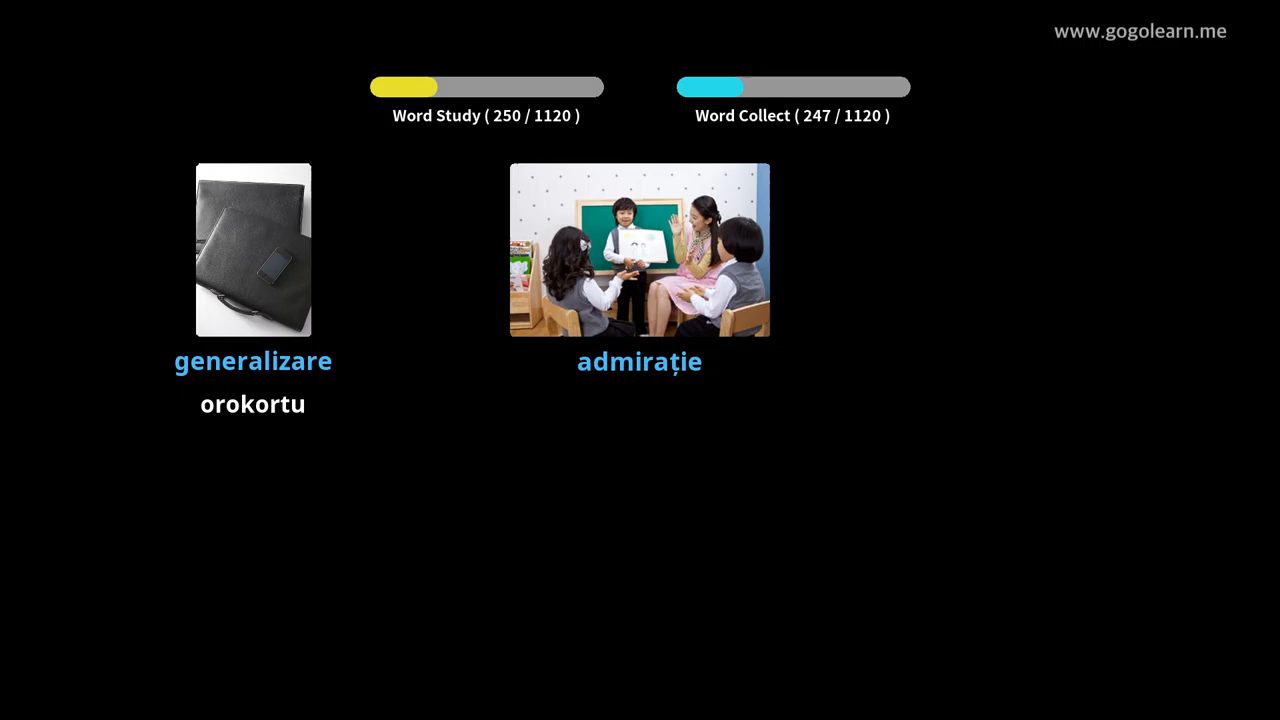 www.gogolearn.me
Word Study ( 250 / 1120 )
Word Collect ( 247 / 1120 )
generalizare
admirație
orokortu